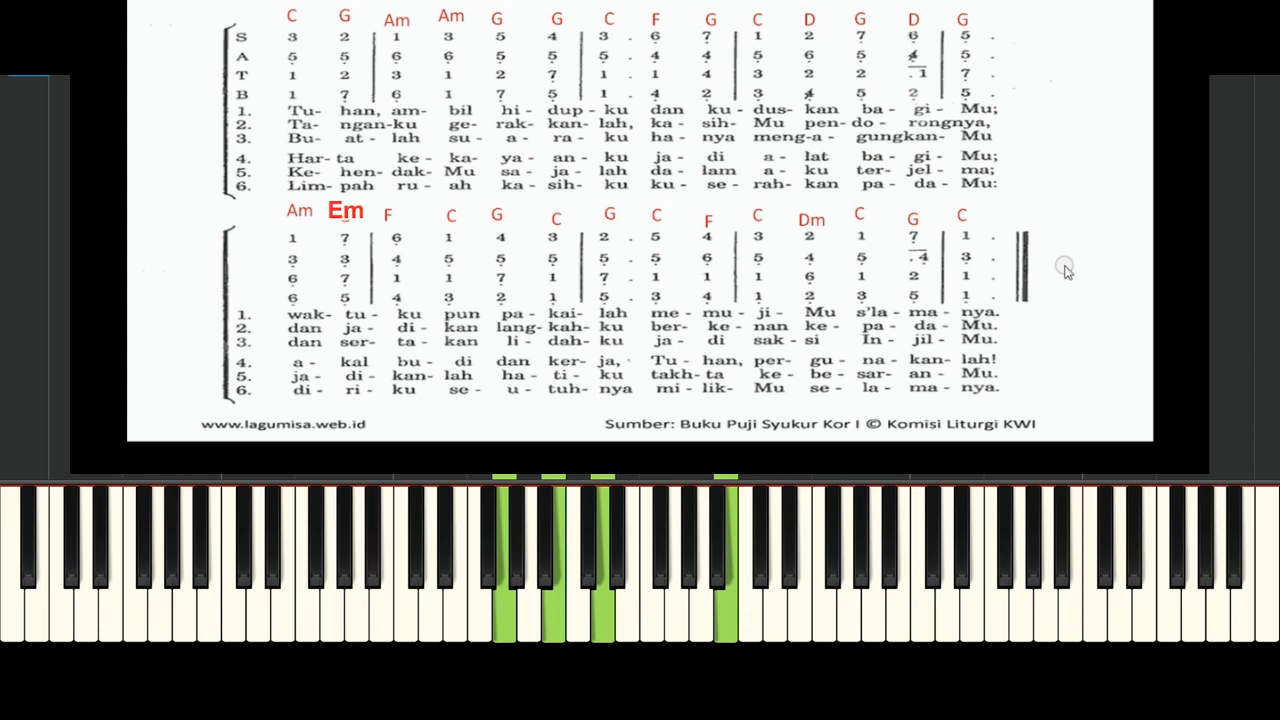 C G Am Am G G C F G C D G D G
S 3 2 | 1 3 5 4 | 3 . 6 7 | 1 2 7 6 | 5 .
A 5 5 | 6 6 5 5 | 5 . 4 4 | 5 6 5 4 | 5 .
T 1 2 | 3 1 2 7 | 1 . 1 4 | 3 2 2 . 1 | 7 .
B 1 7 | 6 1 7 5 | 1 . 4 2 | 3 4 5 2 | 5 .
1. Tu- han, am- bil hi - dup - ku dan ku - dus- kan ba - gi - Mu;
2. Ta- ngan-ku ge- rak- kan- lah, ka - sih- Mu pen- do - rongnya,
3. Bu- at - lah su - a - ra- ku ha - nya meng-a - gungkan- Mu
4. Har- ta ke - ka- ya - an - ku ja - di a - lat ba - gi - Mu;
5. Ke- hen- dak- Mu sa - ja - lah da - lam a - ku ter- jel - ma;
6. Lim- pah ru - ah ka - sih- ku ku - se - rah- kan pa - da - Mu:
Am Em F C G C G C F C Dm C G C
1 7 | 6 1 4 3 | 2 . 5 4 | 3 2 1 7 | 1 .
3 3 | 4 5 5 5 | 5 . 5 6 | 5 4 5 . 4 | 3 .
6 7 | 1 1 7 1 | 7 . 1 1 | 1 6 1 2 | 1 .
6 5 | 4 3 2 1 | 5 . 3 4 | 1 2 3 5 | 1 .
1. wak- tu - ku pun pa - kai- lah me - mu - ji - Mu s'la - ma - nya.
2. dan ja - di - kan lang- kah- ku ber- ke - nan ke - pa - da - Mu.
3. dan ser- ta - kan li - dah- ku ja - di sak - si In - jil - Mu.
4. a - kal bu - di dan ker- ja, Tu - han, per- gu - na - kan- lah!
5. ja - di - kan- lah ha - ti - ku takh- ta ke - be - sar- an - Mu.
6. di - ri - ku se - u - tuh- nya mi - lik- Mu se - la - ma - nya.
www.lagumisa.web.id Sumber: Buku Puji Syukur Kor I © Komisi Liturgi KWI